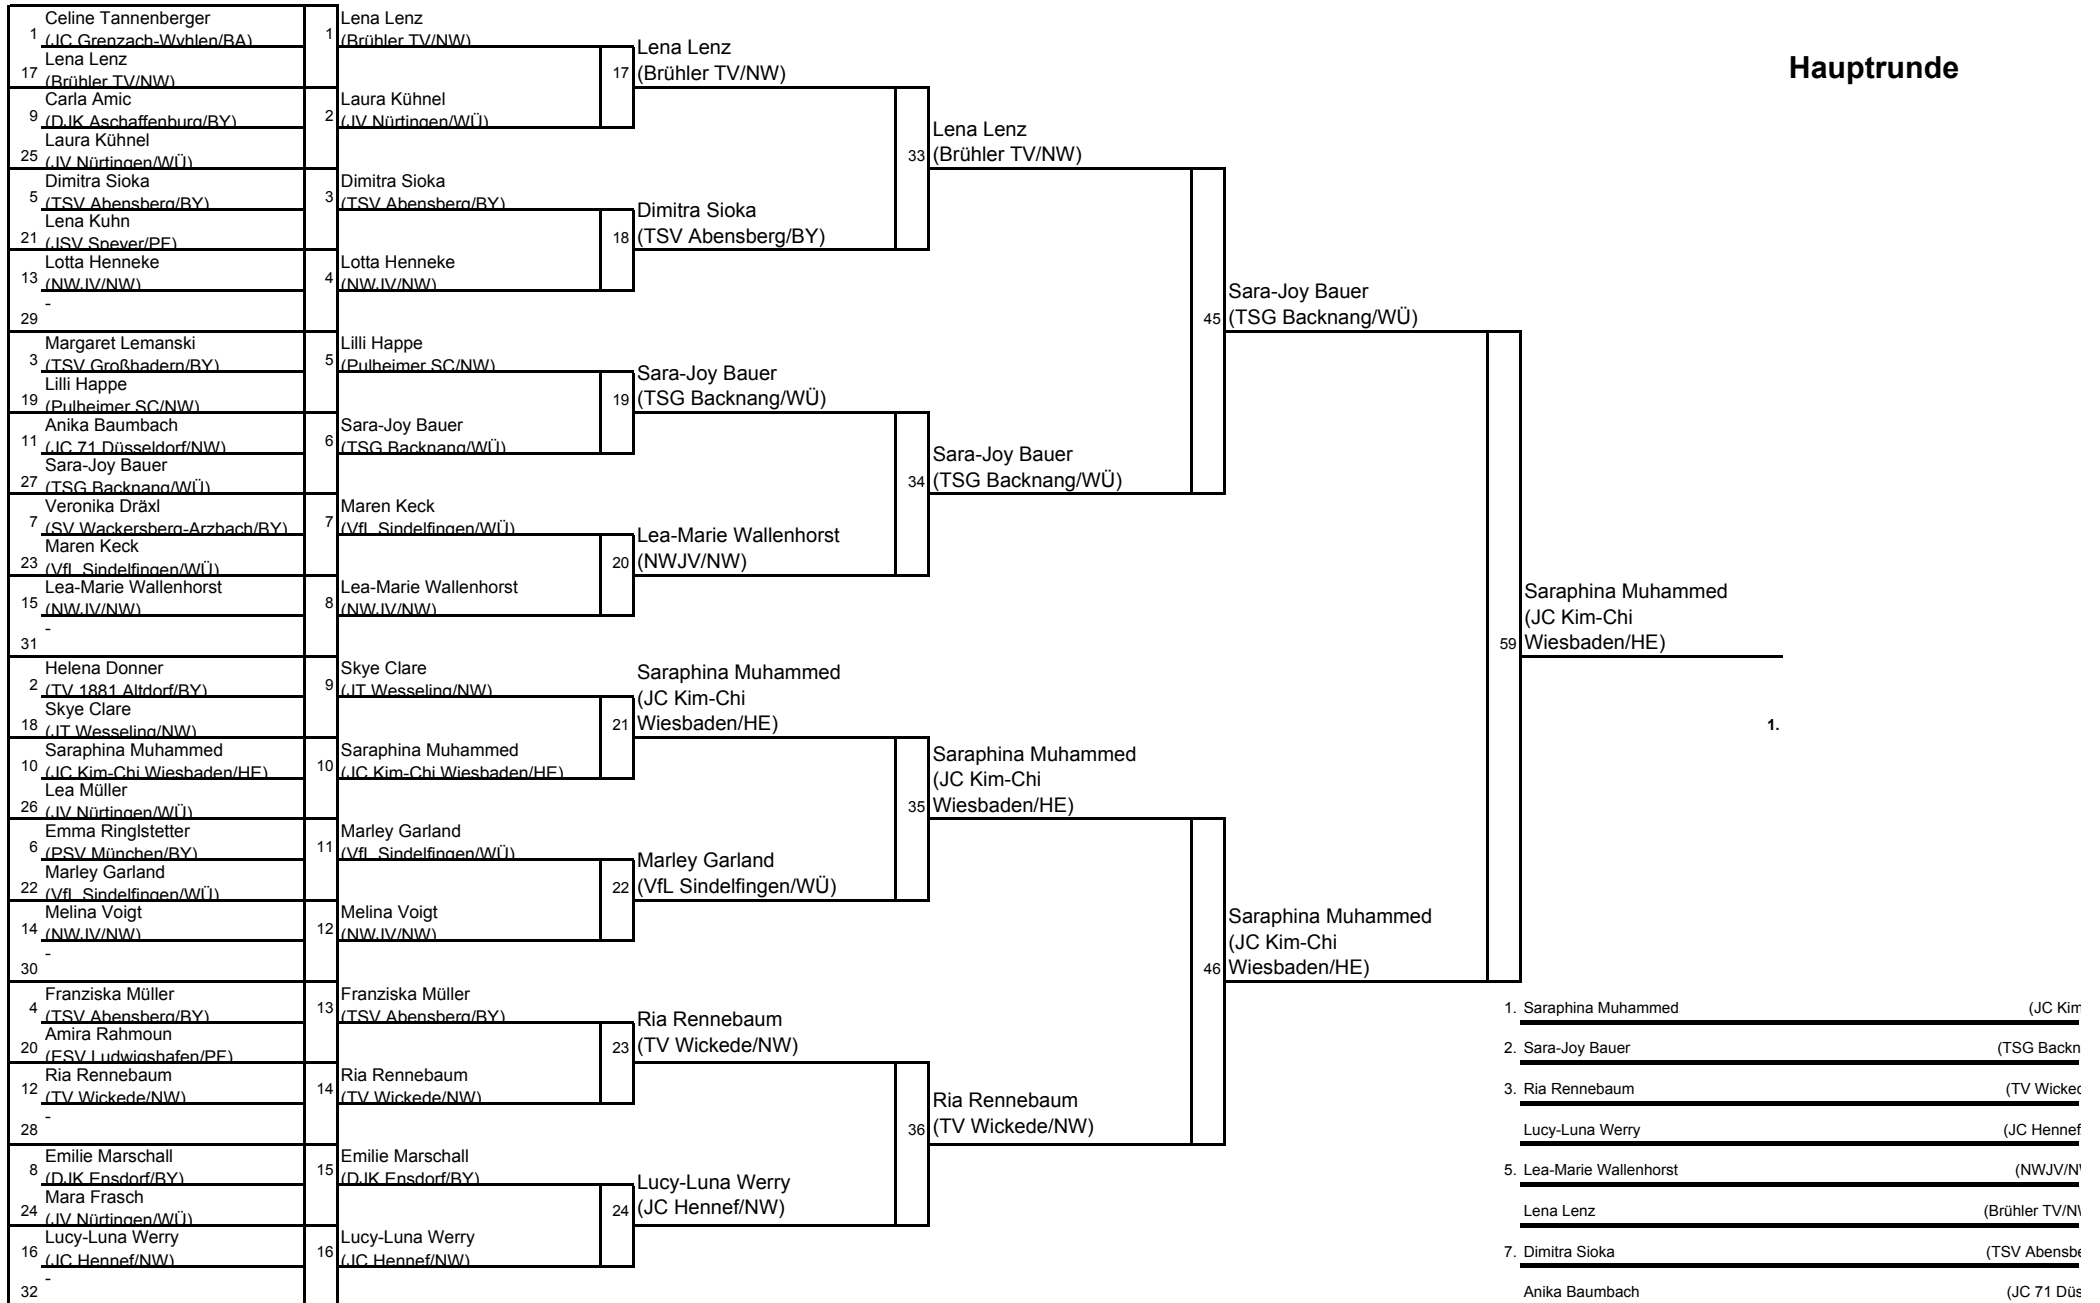 Hauptrunde
1
Celine Tannenberger
(JC Grenzach-Wyhlen/BA)
17
Lena Lenz
(Brühler TV/NW)
9
Carla Amic
(DJK Aschaffenburg/BY)
25
Laura Kühnel
(JV Nürtingen/WÜ)
5
Dimitra Sioka
(TSV Abensberg/BY)
21
Lena Kuhn
(JSV Speyer/PF)
13
Lotta Henneke
(NWJV/NW)
29
-
3
Margaret Lemanski
(TSV Großhadern/BY)
19
Lilli Happe
(Pulheimer SC/NW)
11
Anika Baumbach
(JC 71 Düsseldorf/NW)
27
Sara-Joy Bauer
(TSG Backnang/WÜ)
7
Veronika Dräxl
(SV Wackersberg-Arzbach/BY)
23
Maren Keck
(VfL Sindelfingen/WÜ)
15
Lea-Marie Wallenhorst
(NWJV/NW)
31
-
2
Helena Donner
(TV 1881 Altdorf/BY)
18
Skye Clare
(JT Wesseling/NW)
10
Saraphina Muhammed
(JC Kim-Chi Wiesbaden/HE)
26
Lea Müller
(JV Nürtingen/WÜ)
6
Emma Ringlstetter
(PSV München/BY)
22
Marley Garland
(VfL Sindelfingen/WÜ)
14
Melina Voigt
(NWJV/NW)
30
-
4
Franziska Müller
(TSV Abensberg/BY)
20
Amira Rahmoun
(ESV Ludwigshafen/PF)
12
Ria Rennebaum
(TV Wickede/NW)
28
-
8
Emilie Marschall
(DJK Ensdorf/BY)
24
Mara Frasch
(JV Nürtingen/WÜ)
16
Lucy-Luna Werry
(JC Hennef/NW)
32
-
1
Lena Lenz
(Brühler TV/NW)
2
Laura Kühnel
(JV Nürtingen/WÜ)
3
Dimitra Sioka
(TSV Abensberg/BY)
4
Lotta Henneke
(NWJV/NW)
5
Lilli Happe
(Pulheimer SC/NW)
6
Sara-Joy Bauer
(TSG Backnang/WÜ)
7
Maren Keck
(VfL Sindelfingen/WÜ)
8
Lea-Marie Wallenhorst
(NWJV/NW)
9
Skye Clare
(JT Wesseling/NW)
10
Saraphina Muhammed
(JC Kim-Chi Wiesbaden/HE)
11
Marley Garland
(VfL Sindelfingen/WÜ)
12
Melina Voigt
(NWJV/NW)
13
Franziska Müller
(TSV Abensberg/BY)
14
Ria Rennebaum
(TV Wickede/NW)
15
Emilie Marschall
(DJK Ensdorf/BY)
16
Lucy-Luna Werry
(JC Hennef/NW)
17
Lena Lenz
(Brühler TV/NW)
18
Dimitra Sioka
(TSV Abensberg/BY)
19
Sara-Joy Bauer
(TSG Backnang/WÜ)
20
Lea-Marie Wallenhorst
(NWJV/NW)
21
Saraphina Muhammed
(JC Kim-Chi
Wiesbaden/HE)
22
Marley Garland
(VfL Sindelfingen/WÜ)
23
Ria Rennebaum
(TV Wickede/NW)
24
Lucy-Luna Werry
(JC Hennef/NW)
33
Lena Lenz
(Brühler TV/NW)
34
Sara-Joy Bauer
(TSG Backnang/WÜ)
35
Saraphina Muhammed
(JC Kim-Chi
Wiesbaden/HE)
36
Ria Rennebaum
(TV Wickede/NW)
45
Sara-Joy Bauer
(TSG Backnang/WÜ)
46
Saraphina Muhammed
(JC Kim-Chi
Wiesbaden/HE)
59
Saraphina Muhammed
(JC Kim-Chi
Wiesbaden/HE)
1.
1. Saraphina Muhammed (JC Kim
2. Sara-Joy Bauer (TSG Backn
3. Ria Rennebaum (TV Wicked
Lucy-Luna Werry (JC Hennef
5. Lea-Marie Wallenhorst (NWJV/NW
Lena Lenz (Brühler TV/NW
7. Dimitra Sioka (TSV Abensbe
Anika Baumbach (JC 71 Düs